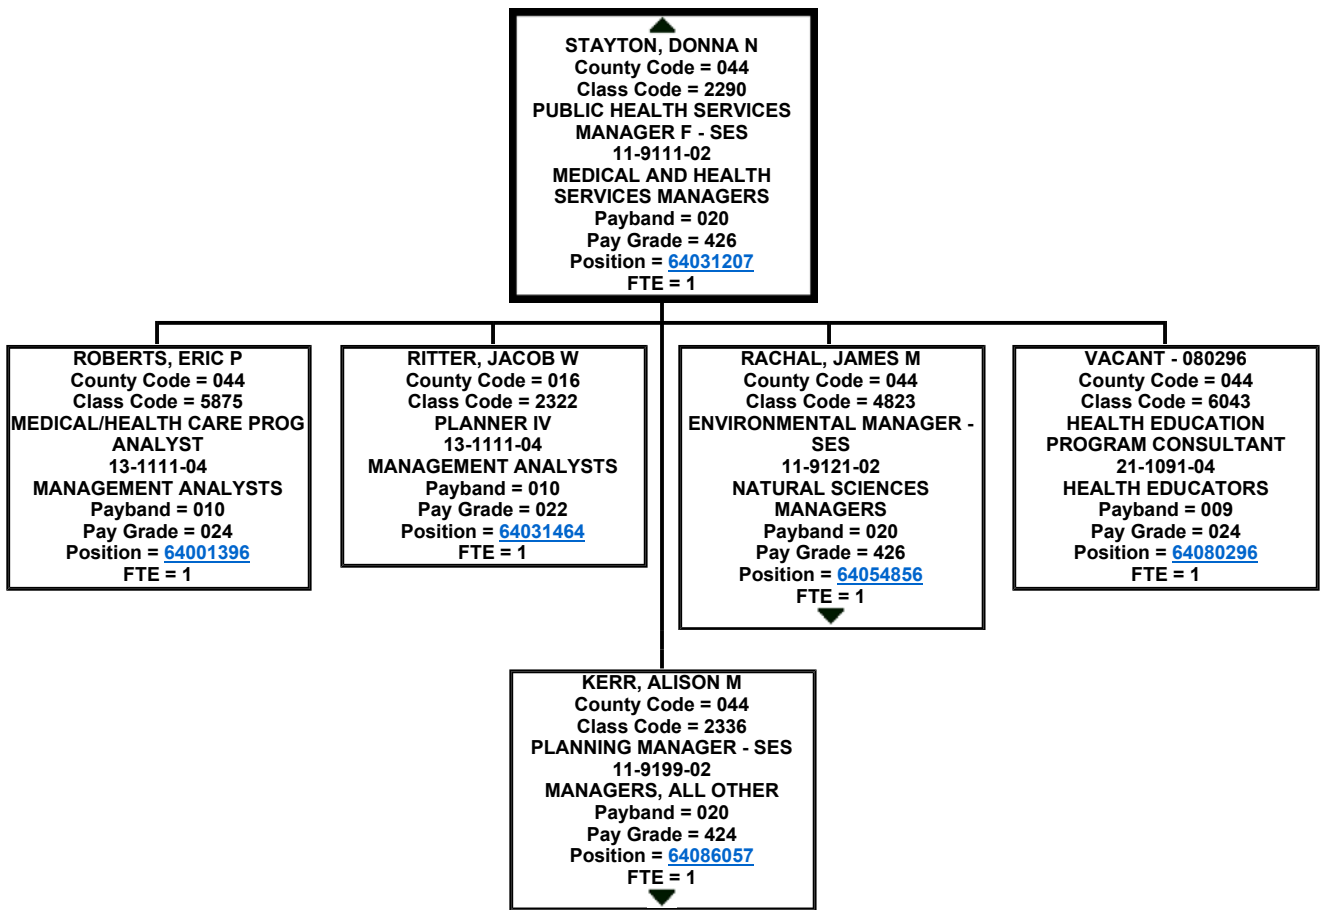 STAYTON, DONNA N
County Code = 044
Class Code = 2290
PUBLIC HEALTH SERVICES
MANAGER F - SES
11-9111-02
MEDICAL AND HEALTH
SERVICES MANAGERS
Payband = 020
Pay Grade = 426
Position = 64031207
FTE = 1
ROBERTS, ERIC P
County Code = 044
Class Code = 5875
MEDICAL/HEALTH CARE PROG
ANALYST
13-1111-04
MANAGEMENT ANALYSTS
Payband = 010
Pay Grade = 024
Position = 64001396
FTE = 1
RITTER, JACOB W
County Code = 016
Class Code = 2322
PLANNER IV
13-1111-04
MANAGEMENT ANALYSTS
Payband = 010
Pay Grade = 022
Position = 64031464
FTE = 1
RACHAL, JAMES M
County Code = 044
Class Code = 4823
ENVIRONMENTAL MANAGER -
SES
11-9121-02
NATURAL SCIENCES
MANAGERS
Payband = 020
Pay Grade = 426
Position = 64054856
FTE = 1
VACANT - 080296
County Code = 044
Class Code = 6043
HEALTH EDUCATION
PROGRAM CONSULTANT
21-1091-04
HEALTH EDUCATORS
Payband = 009
Pay Grade = 024
Position = 64080296
FTE = 1
KERR, ALISON M
County Code = 044
Class Code = 2336
PLANNING MANAGER - SES
11-9199-02
MANAGERS, ALL OTHER
Payband = 020
Pay Grade = 424
Position = 64086057
FTE = 1